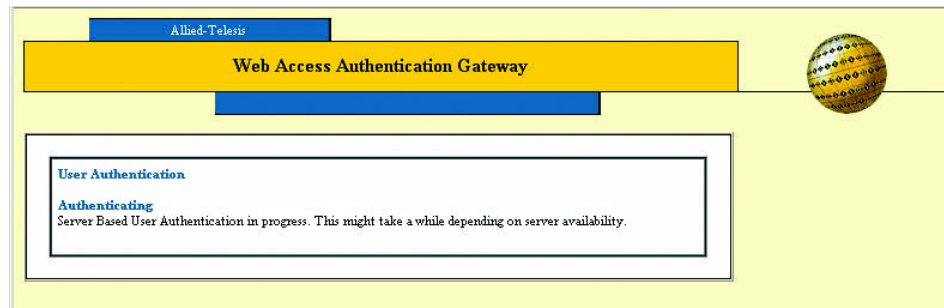 Allied-Telesis
Web Access Authentication Gateway
User Authentication
Authenticating
Server Based User Authentication in progress. This might take a while depending on server availability.